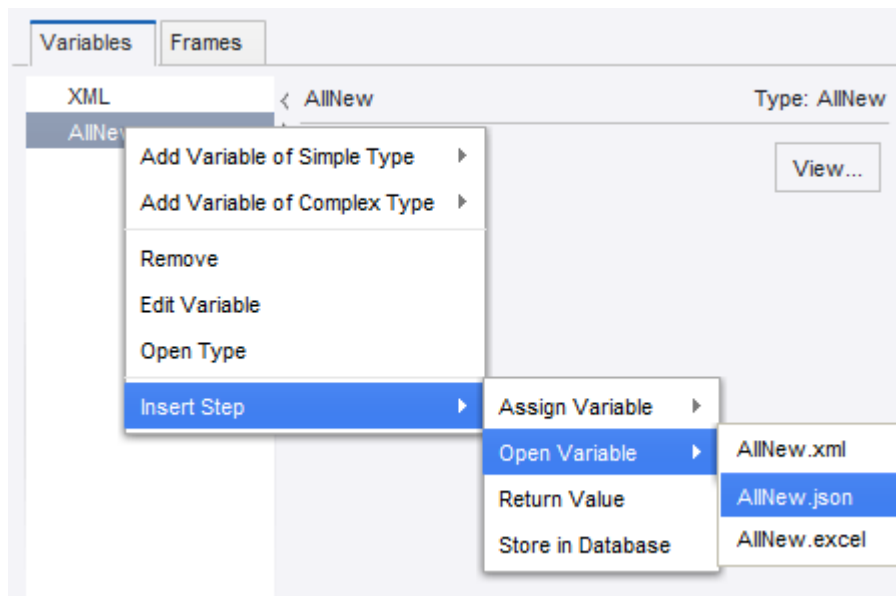 Variables Frames
XML
AllNew Type: AllNew
AllNew
View...
Add Variable of Simple Type
Add Variable of Complex Type
Remove
Edit Variable
Open Type
Insert Step
Assign Variable
Open Variable
Return Value
Store in Database
AllNew.xml
AllNew.json
AllNew.excel